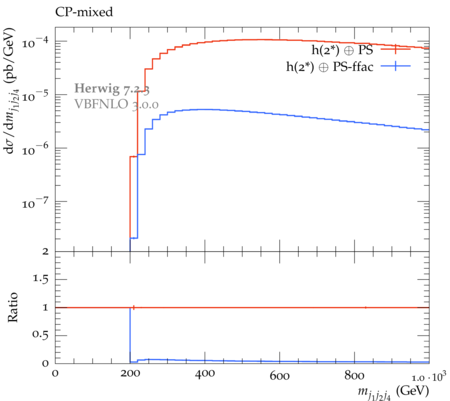 CP-mixed
dσ/dm_{j₁j₂j₄} (pb/GeV)
10⁻⁴
10⁻⁵
10⁻⁶
10⁻⁷
h(2*) ⊕ PS
h(2*) ⊕ PS-ffac
Herwig 7.2.3
VBFNLO 3.0.0
Ratio
2
1.5
1
0.5
0
0 200 400 600 800 1.0 · 10³
m_{j₁j₂j₄} (GeV)